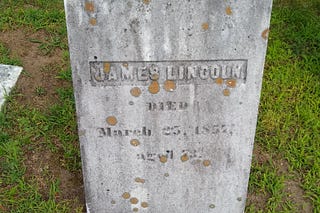 JAMES LINCOLN
DIED
March 25,
aged